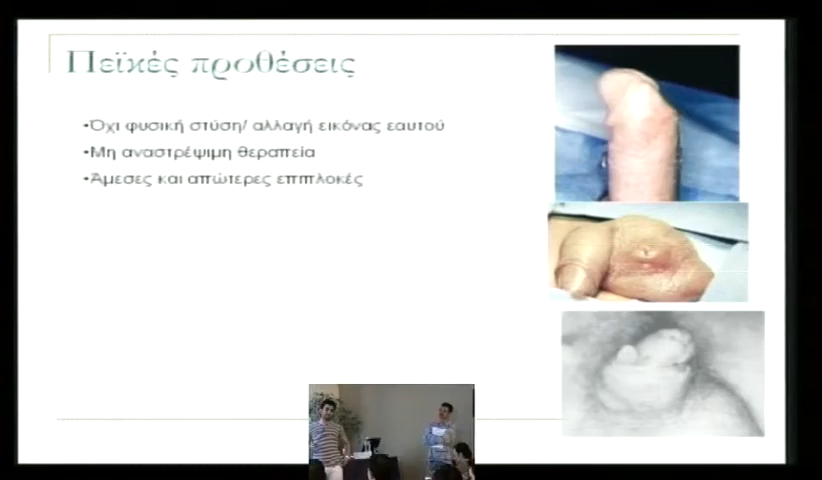 Πεϊκές προθέσεις
•Όχι φυσική στύση/ αλλαγή εικόνας εαυτού
•Μη αναστρέψιμη θεραπεία
•Άμεσες και απώτερες επιπλοκές